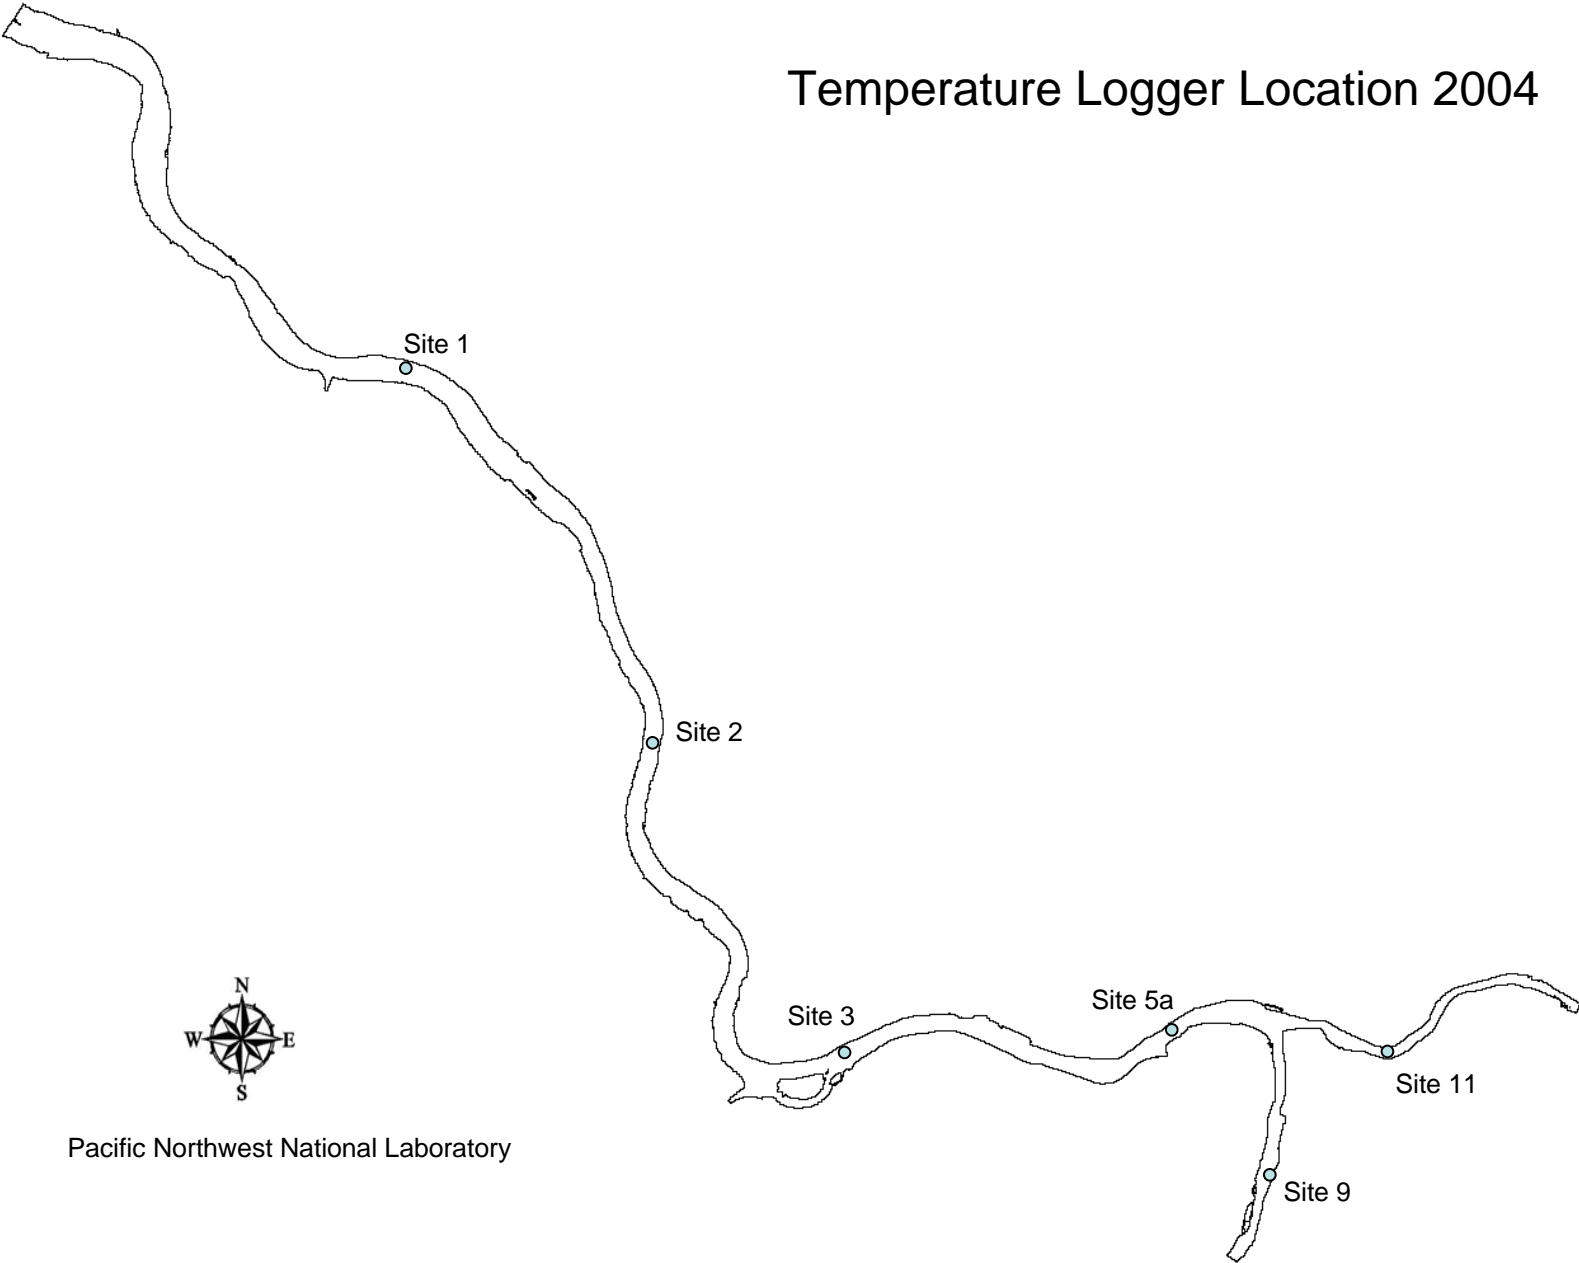 Temperature Logger Location 2004
Site 1
Site 2
Site 3
Site 5a
Site 11
Site 9
N
W E
S
Pacific Northwest National Laboratory